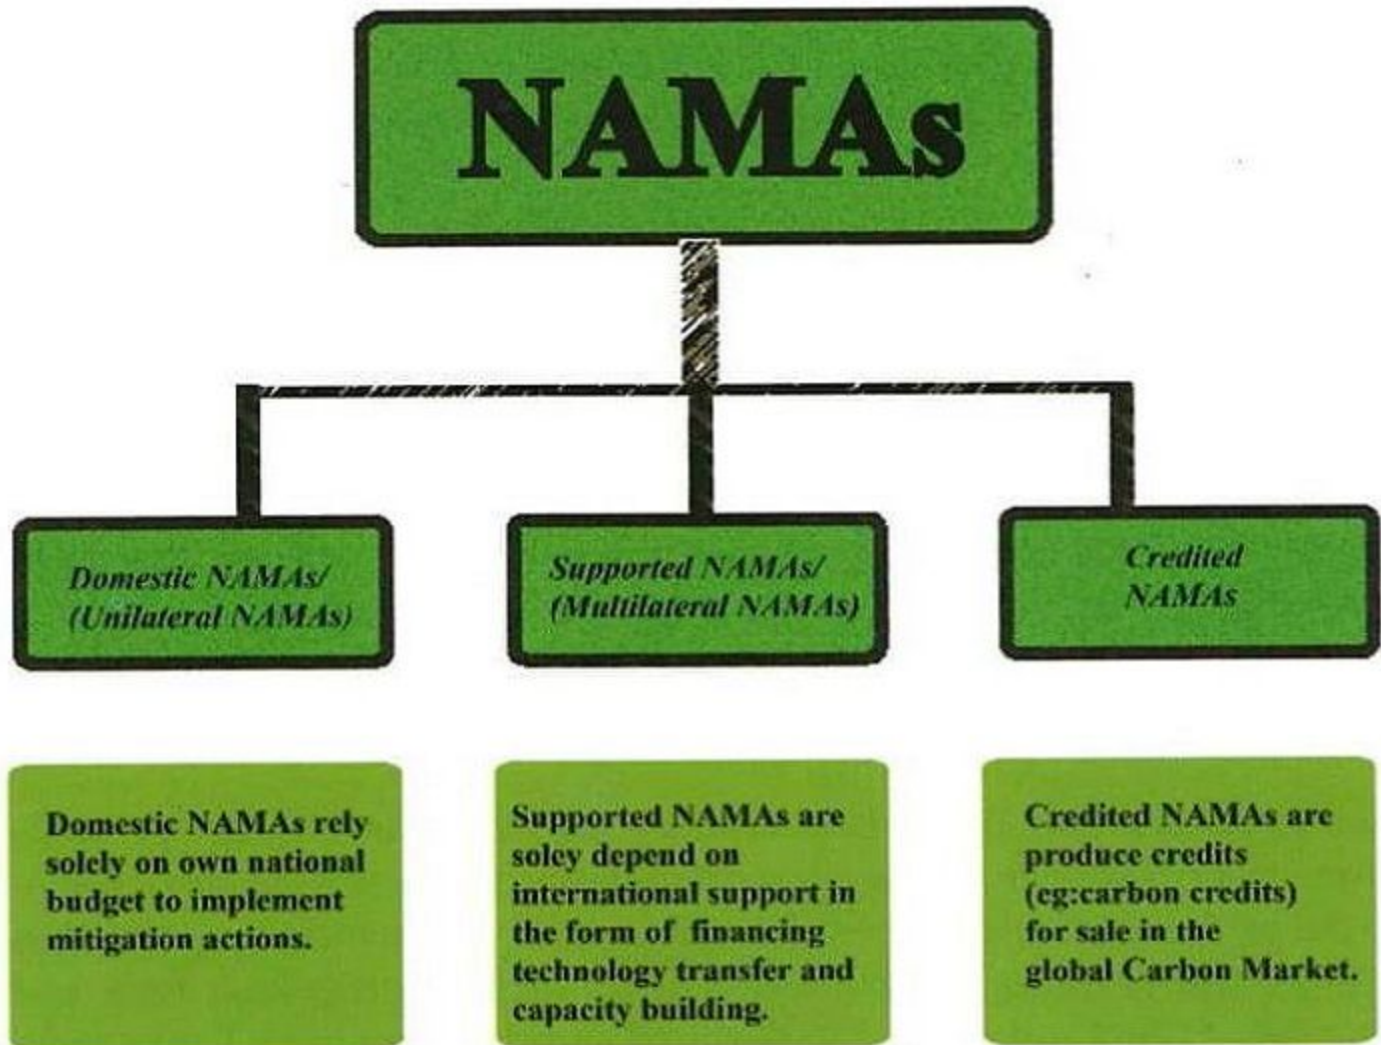 NAMAs
Domestic NAMAs/
(Unilateral NAMAs)
Supported NAMAs/
(Multilateral NAMAs)
Credited
NAMAs
Domestic NAMAs rely
solely on own national
budget to implement
mitigation actions.
Supported NAMAs are
soley depend on
international support in
the form of financing
technology transfer and
capacity building.
Credited NAMAs are
produce credits
(eg:carbon credits)
for sale in the
global Carbon Market.